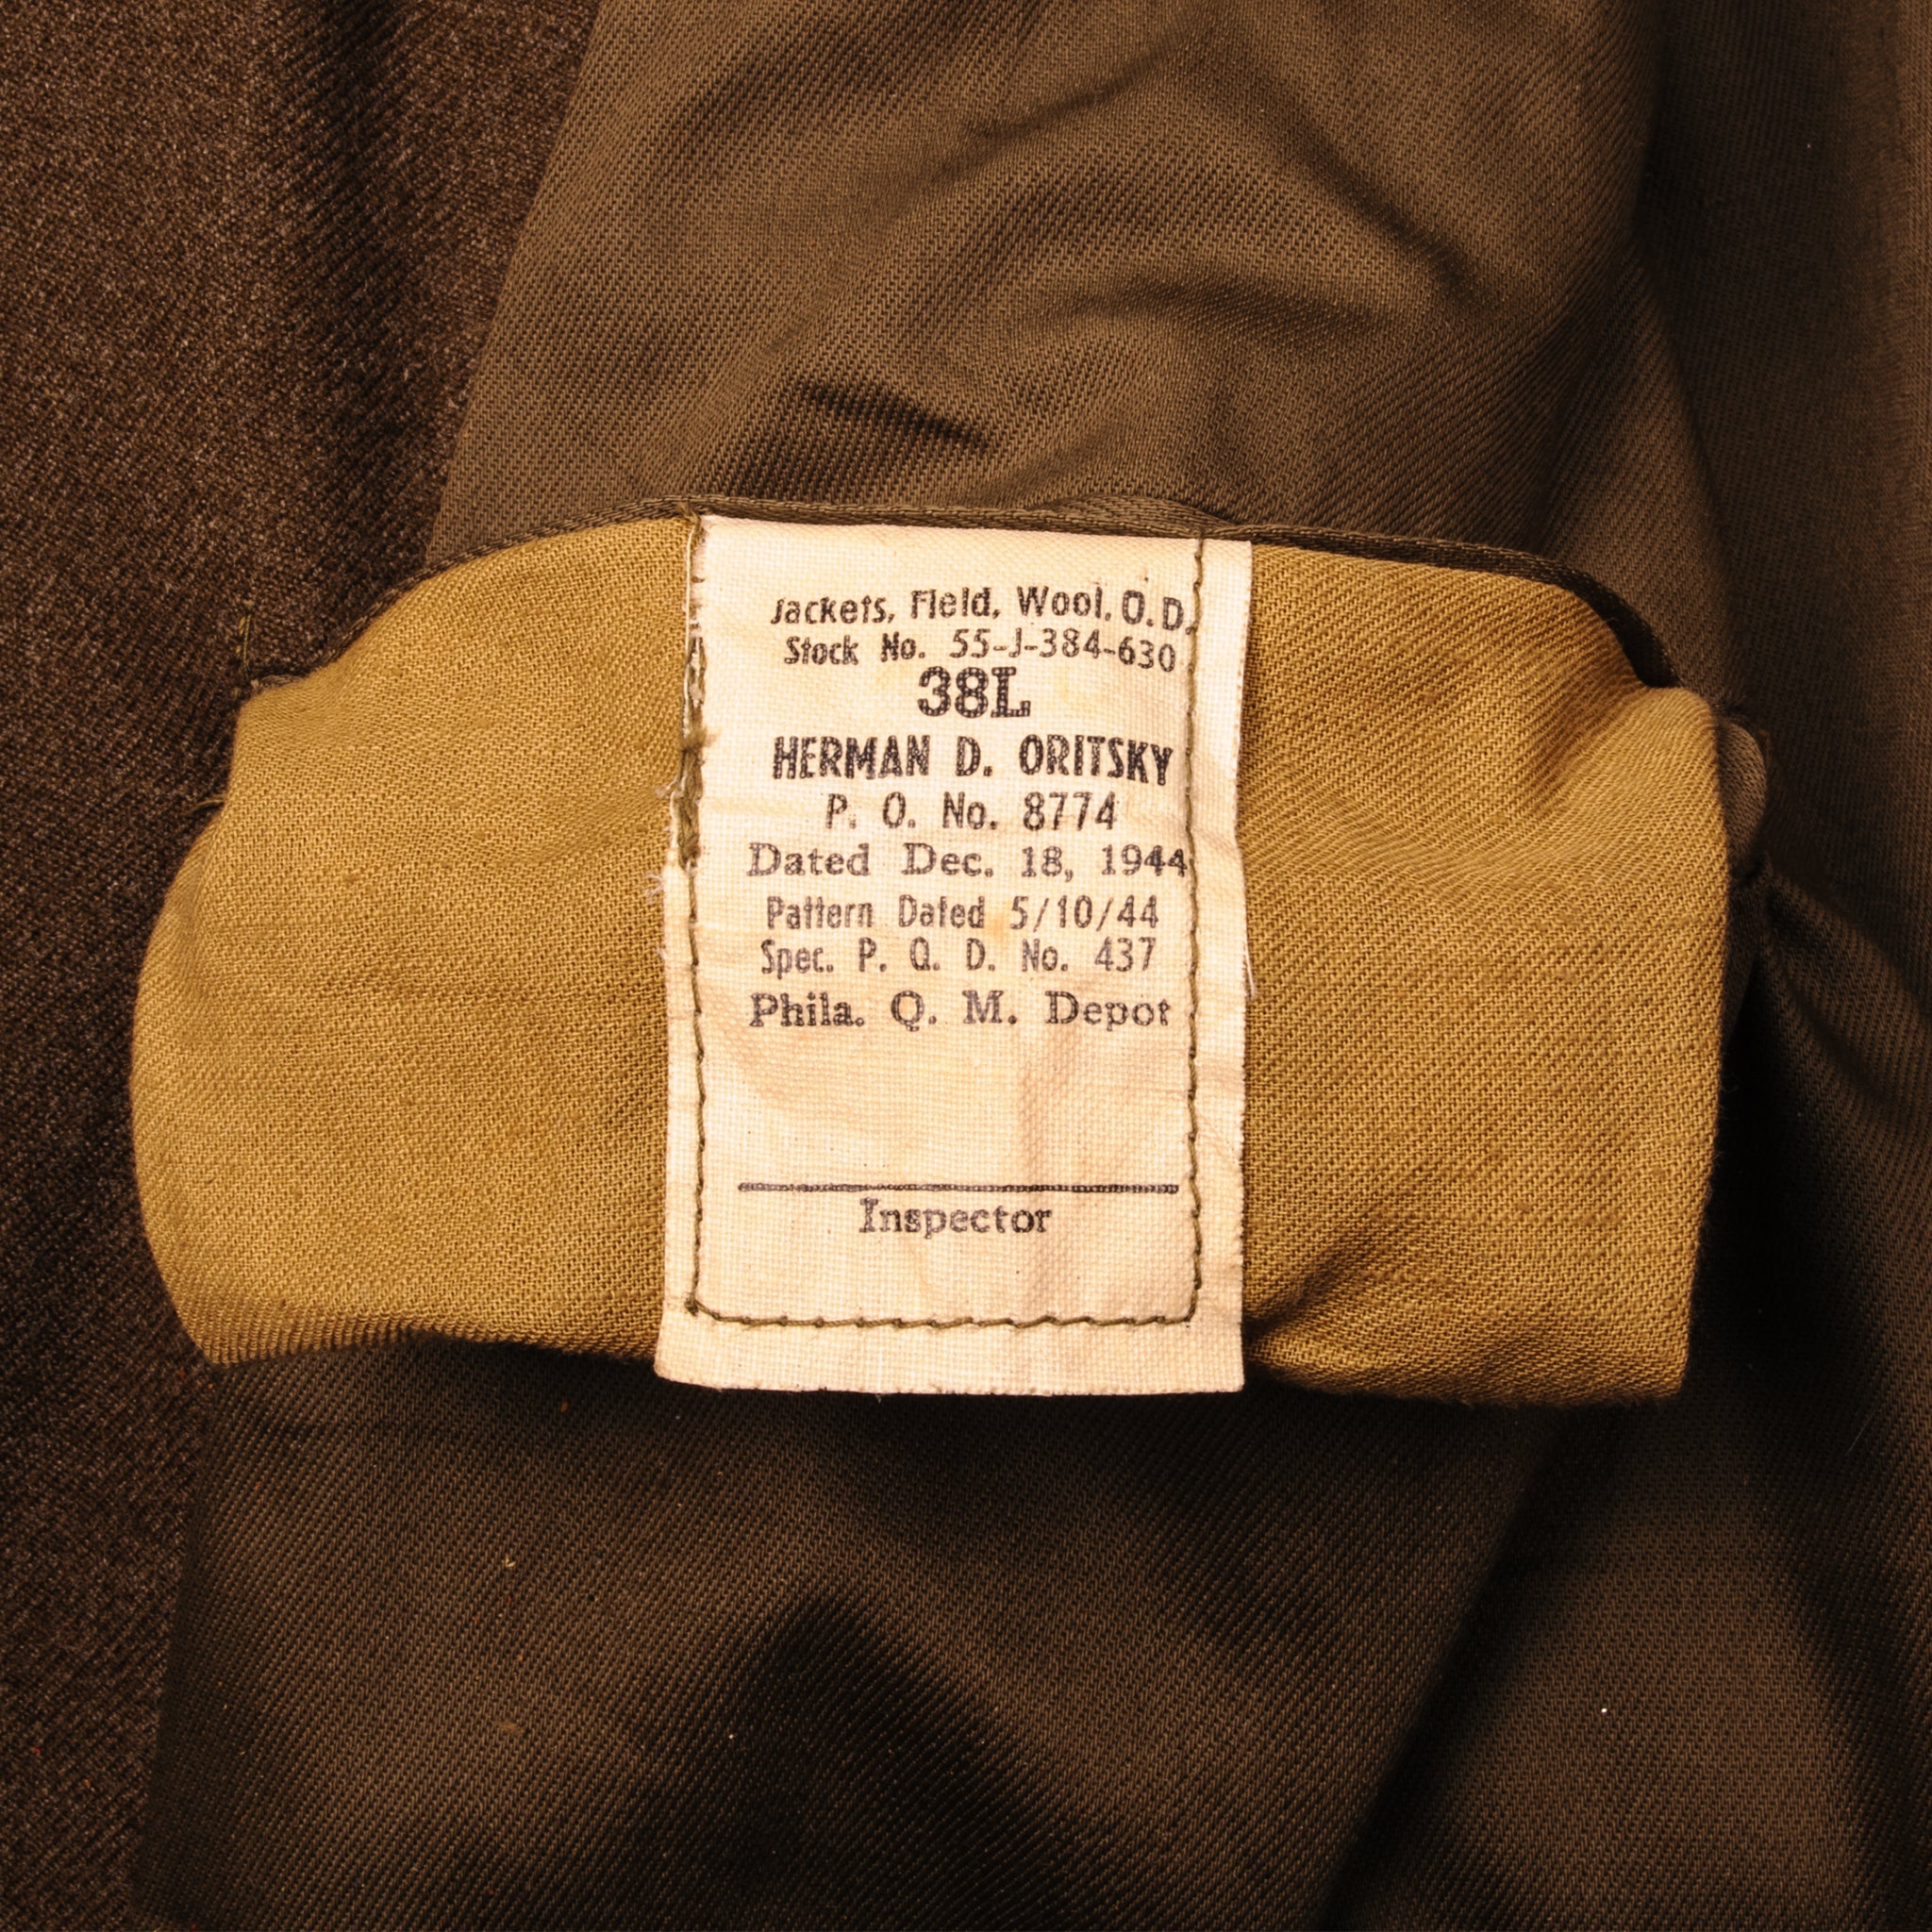 Jackets, Field, Wool, O.D.
Stock No. 55-J-384-630
38L
HERMAN D. ORITSKY
P. O. No. 8774
Dated Dec. 18, 1944
Pattern Dated 5/10/44
Spec. P. Q. D. No. 437
Phila. Q. M. Depot
Inspector